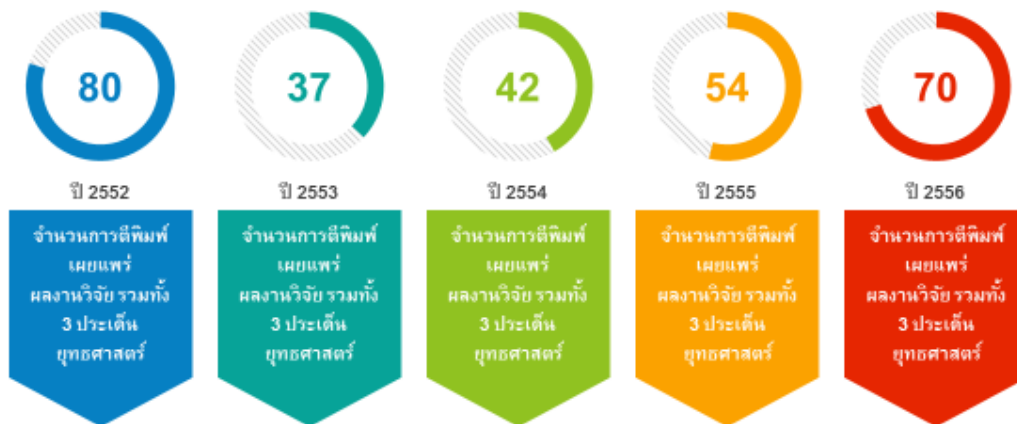 80
37
42
54
70
ปี 2552
ปี 2553
ปี 2554
ปี 2555
ปี 2556
จำนวนการตีพิมพ์
เผยแพร่
ผลงานวิจัย รวมทั้ง
3 ประเด็น
ยุทธศาสตร์
จำนวนการตีพิมพ์
เผยแพร่
ผลงานวิจัย รวมทั้ง
3 ประเด็น
ยุทธศาสตร์
จำนวนการตีพิมพ์
เผยแพร่
ผลงานวิจัย รวมทั้ง
3 ประเด็น
ยุทธศาสตร์
จำนวนการตีพิมพ์
เผยแพร่
ผลงานวิจัย รวมทั้ง
3 ประเด็น
ยุทธศาสตร์
จำนวนการตีพิมพ์
เผยแพร่
ผลงานวิจัย รวมทั้ง
3 ประเด็น
ยุทธศาสตร์